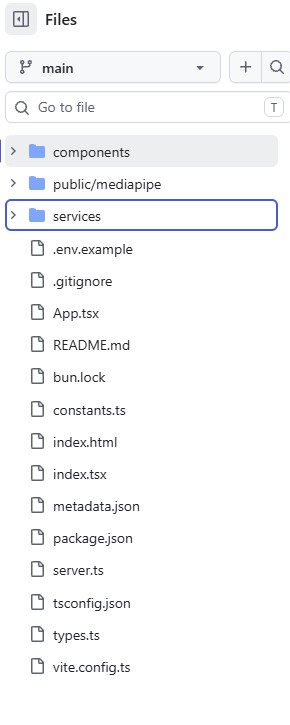 Files
main
Go to file
T
components
public/mediapipe
services
.env.example
.gitignore
App.tsx
README.md
bun.lock
constants.ts
index.html
index.tsx
metadata.json
package.json
server.ts
tsconfig.json
types.ts
vite.config.ts